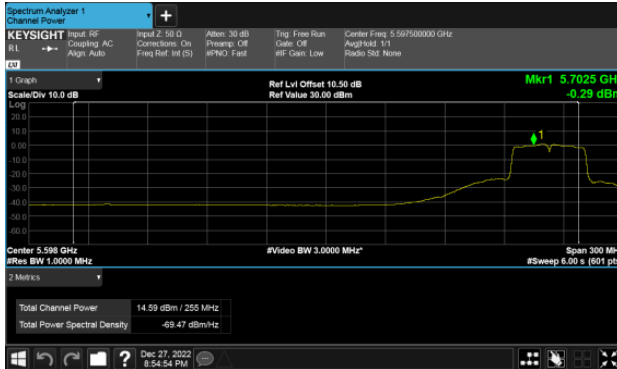 Spectrum Analyzer 1
Channel Power
+
KEYSIGHT Input: RF Input Z: 50 Ω Atten: 30 dB Trig: Free Run Center Freq: 5.597500000 GHz
RL Coupling: AC Corrections: On Preamp: Off Gate: Off Avg|Hold: 1/1
Align: Auto Freq Ref: Int (S) #PNO: Fast #IF Gain: Low Radio Std: None
LXI
1 Graph Ref Lvl Offset 10.50 dB Mkr1 5.7025 GH
Scale/Div 10.0 dB Ref Value 30.00 dBm -0.29 dBm
Log
20.0
10.0
1
0.00
-10.0
-20.0
-30.0
-40.0
-50.0
-60.0
Center 5.598 GHz #Video BW 3.0000 MHz* Span 300 MH
#Res BW 1.0000 MHz #Sweep 6.00 s (601 pts
2 Metrics
Total Channel Power 14.59 dBm / 255 MHz
Total Power Spectral Density -69.47 dBm/Hz
? Dec 27, 2022
8:54:54 PM